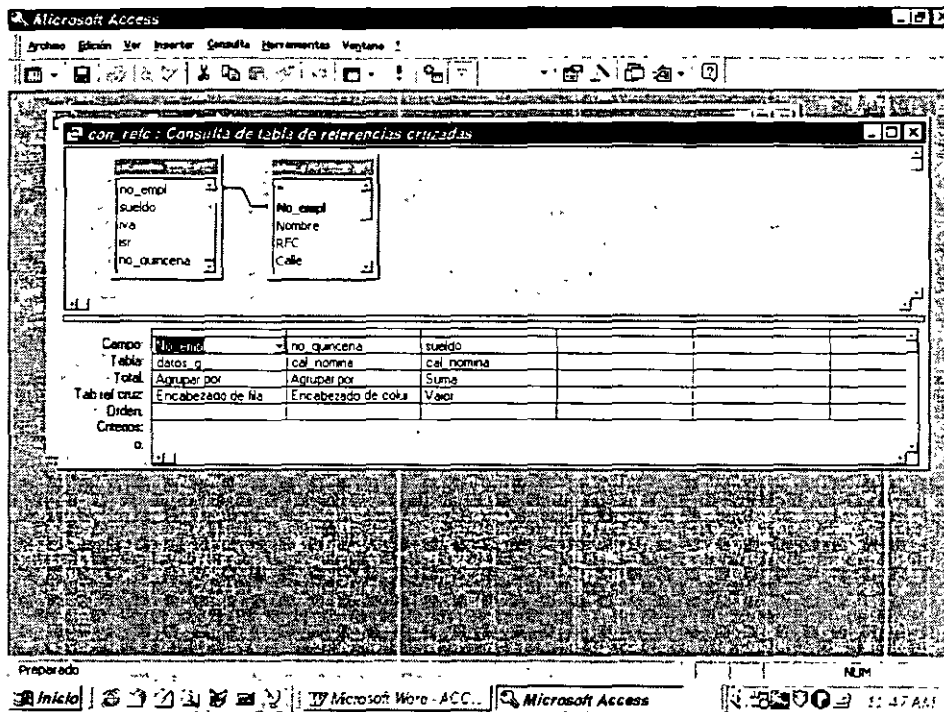 Microsoft Access
Archivo Edición Ver Insertar Consulta Herramientas Ventana ?
con_refc : Consulta de tabla de referencias cruzadas
no_empl
sueldo
iva
isr
no_quincena
*
No_empl
Nombre
RFC
Calle
Campo: No_empl no_quincena sueldo
Tabla: datos_g cal_nomina cal_nomina
Total: Agrupar por Agrupar por Suma
Tab ref cruz: Encabezado de fila Encabezado de colu Valor
Orden:
Criterios:
o:
Preparado NUM
Inicio Microsoft Word - ACC... Microsoft Access 11:47 AM